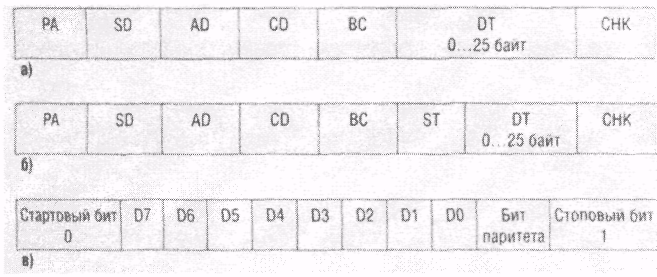 PA SD AD CD BC DT CHK
0...25 байт
а)
PA SD AD CD BC ST DT CHK
0...25 байт
б)
Стартовый бит D7 D6 D5 D4 D3 D2 D1 D0 Бит Стоповый бит
0 паритета 1
в)